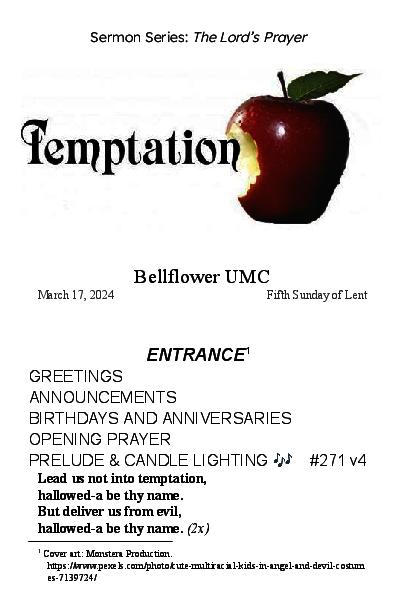 Sermon Series: The Lord's Prayer
Temptation
Bellflower UMC
March 17, 2024 Fifth Sunday of Lent
ENTRANCE¹
GREETINGS
ANNOUNCEMENTS
BIRTHDAYS AND ANNIVERSARIES
OPENING PRAYER
PRELUDE & CANDLE LIGHTING 🎶 #271 v4
Lead us not into temptation,
hallowed-a be thy name.
But deliver us from evil,
hallowed-a be thy name. (2x)
¹ Cover art: Monstera Production.
https://www.pexels.com/photo/cute-multiracial-kids-in-angel-and-devil-costum
es-7139724/